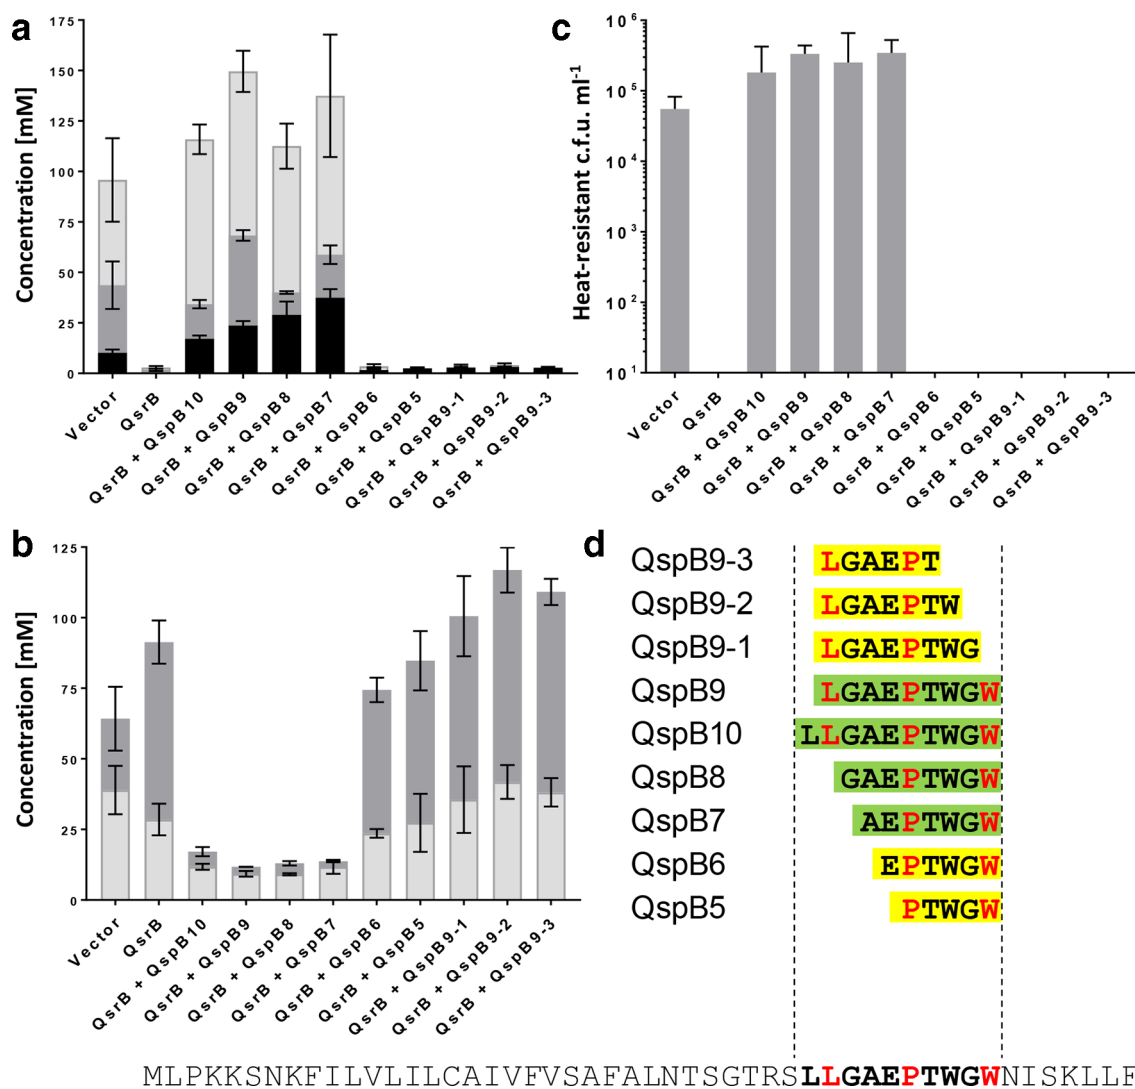 a
175
150
125
100
75
50
25
0
Concentration [mM]
Vector
QsrB
QsrB + QspB10
QsrB + QspB9
QsrB + QspB8
QsrB + QspB7
QsrB + QspB6
QsrB + QspB5
QsrB + QspB9-1
QsrB + QspB9-2
QsrB + QspB9-3
c
10 6
10 5
10 4
10 3
10 2
10 1
Heat-resistant c.f.u. ml-1
Vector
QsrB
QsrB + QspB10
QsrB + QspB9
QsrB + QspB8
QsrB + QspB7
QsrB + QspB6
QsrB + QspB5
QsrB + QspB9-1
QsrB + QspB9-2
QsrB + QspB9-3
b
125
100
75
50
25
0
Concentration [mM]
Vector
QsrB
QsrB + QspB10
QsrB + QspB9
QsrB + QspB8
QsrB + QspB7
QsrB + QspB6
QsrB + QspB5
QsrB + QspB9-1
QsrB + QspB9-2
QsrB + QspB9-3
d
QspB9-3 LGAEPT
QspB9-2 LGAEPTW
QspB9-1 LGAEPTWG
QspB9 LGAEPTWGW
QspB10 LLGAEPTWGW
QspB8 GAEPTWGW
QspB7 AEPTWGW
QspB6 EPTWGW
QspB5 PTWGW
MLPKKSNKFILVLILCAIVFVSAFALNTSGTRSLLGAEPTWGWNISKLLF